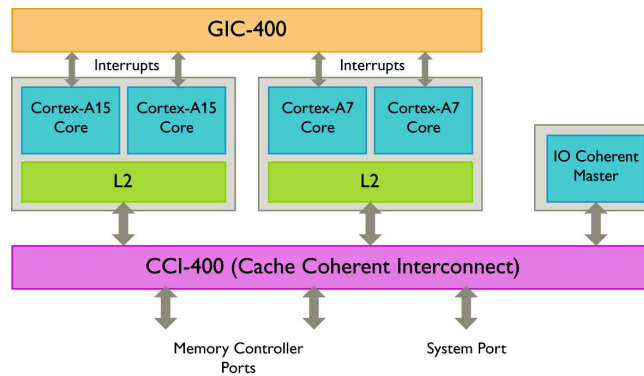 GIC-400
Interrupts
Interrupts
Cortex-A15
Core
Cortex-A15
Core
Cortex-A7
Core
Cortex-A7
Core
L2
L2
IO Coherent
Master
CCI-400 (Cache Coherent Interconnect)
Memory Controller
Ports
System Port